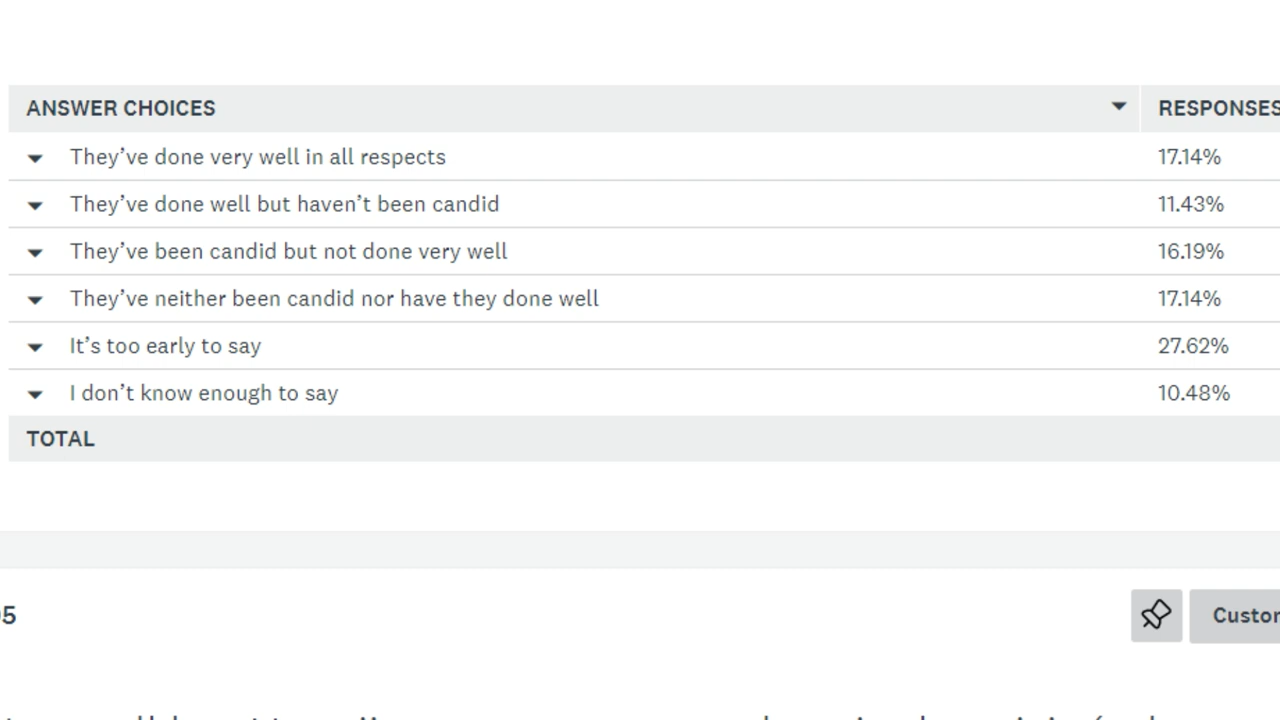 ANSWER CHOICES RESPONSES
They’ve done very well in all respects 17.14%
They’ve done well but haven’t been candid 11.43%
They’ve been candid but not done very well 16.19%
They’ve neither been candid nor have they done well 17.14%
It’s too early to say 27.62%
I don’t know enough to say 10.48%
TOTAL
5
Custo